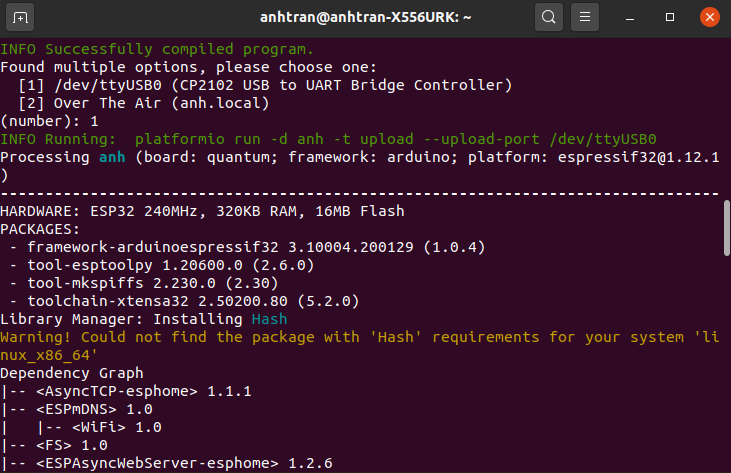 anhtran@anhtran-X556URK: ~
INFO Successfully compiled program.
Found multiple options, please choose one:
  [1] /dev/ttyUSB0 (CP2102 USB to UART Bridge Controller)
  [2] Over The Air (anh.local)
(number): 1
INFO Running:  platformio run -d anh -t upload --upload-port /dev/ttyUSB0
Processing anh (board: quantum; framework: arduino; platform: espressif32@1.12.1
)
--------------------------------------------------------------------------------
HARDWARE: ESP32 240MHz, 320KB RAM, 16MB Flash
PACKAGES:
 - framework-arduinoespressif32 3.10004.200129 (1.0.4)
 - tool-esptoolpy 1.20600.0 (2.6.0)
 - tool-mkspiffs 2.230.0 (2.30)
 - toolchain-xtensa32 2.50200.80 (5.2.0)
Library Manager: Installing Hash
Warning! Could not find the package with 'Hash' requirements for your system 'li
nux_x86_64'
Dependency Graph
|-- <AsyncTCP-esphome> 1.1.1
|-- <ESPmDNS> 1.0
|   |-- <WiFi> 1.0
|-- <FS> 1.0
|-- <ESPAsyncWebServer-esphome> 1.2.6